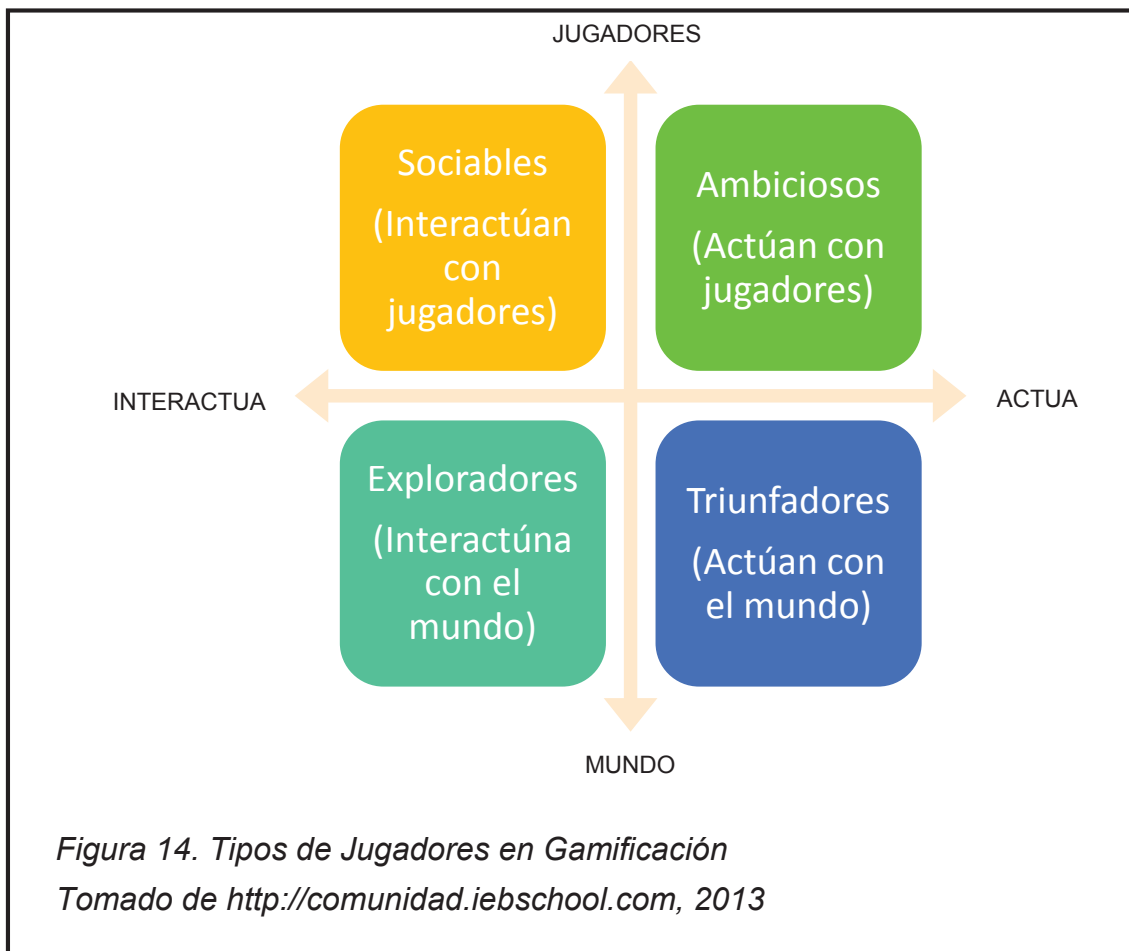 JUGADORES
Sociables
(Interactúan
con
jugadores)
Ambiciosos
(Actúan con
jugadores)
INTERACTUA
ACTUA
Exploradores
(Interactúna
con el
mundo)
Triunfadores
(Actúan con
el mundo)
MUNDO
Figura 14. Tipos de Jugadores en Gamificación
Tomado de http://comunidad.iebschool.com, 2013